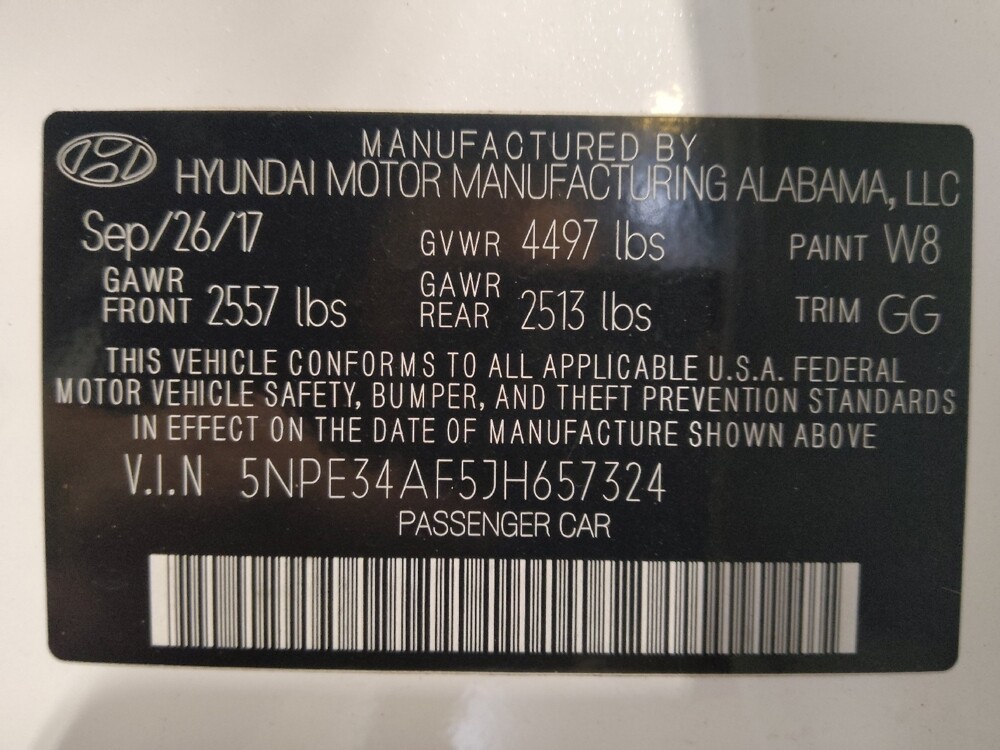 MANUFACTURED BY
HYUNDAI MOTOR MANUFACTURING ALABAMA, LLC
Sep/26/17 GVWR 4497 lbs PAINT W8
GAWR FRONT 2557 lbs GAWR REAR 2513 lbs TRIM GG
THIS VEHICLE CONFORMS TO ALL APPLICABLE U.S.A. FEDERAL
MOTOR VEHICLE SAFETY, BUMPER, AND THEFT PREVENTION STANDARDS
IN EFFECT ON THE DATE OF MANUFACTURE SHOWN ABOVE
V.I.N 5NPE34AF5JH657324
PASSENGER CAR